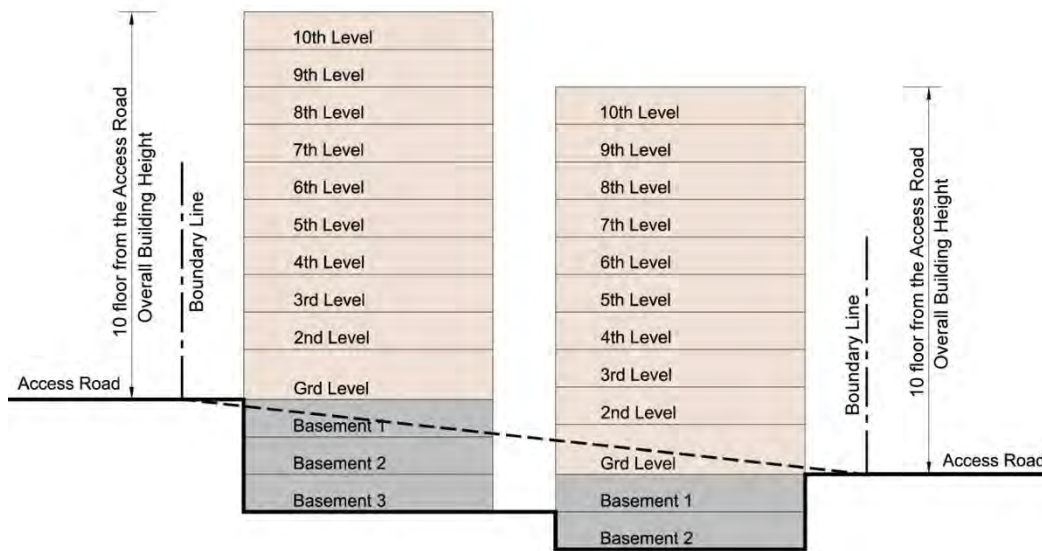 10 floor from the Access Road
Overall Building Height
Boundary Line
Access Road
10th Level
9th Level
8th Level
7th Level
6th Level
5th Level
4th Level
3rd Level
2nd Level
Grd Level
Basement 1
Basement 2
Basement 3
10th Level
9th Level
8th Level
7th Level
6th Level
5th Level
4th Level
3rd Level
2nd Level
Grd Level
Basement 1
Basement 2
Boundary Line
10 floor from the Access Road
Overall Building Height
Access Road